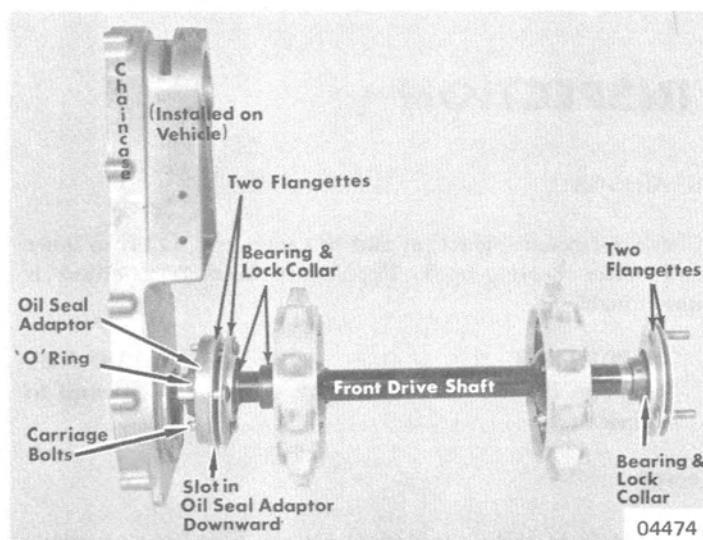 Chaincase
(Installed on
Vehicle)
Two Flangettes
Bearing &
Lock Collar
Two
Flangettes
Oil Seal
Adaptor
'O' Ring
Front Drive Shaft
Carriage
Bolts
Slot in
Oil Seal Adaptor
Downward
Bearing &
Lock
Collar
04474